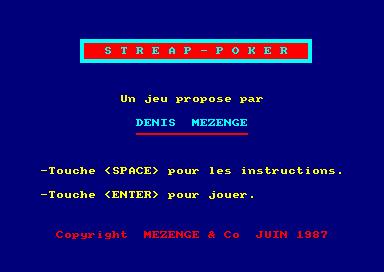 S T R E A P - P O K E R
Un jeu propose par
DENIS MEZENGE
-Touche <SPACE> pour les instructions.
-Touche <ENTER> pour jouer.
Copyright MEZENGE & Co JUIN 1987